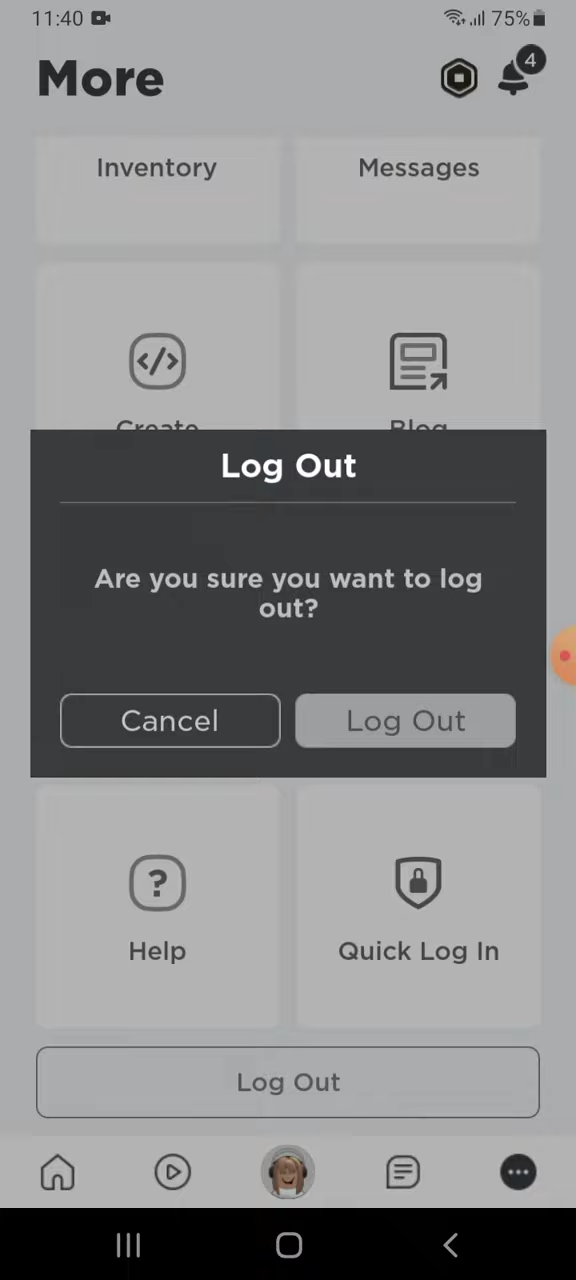 11:40
75%
More
4
Inventory
Messages
Create
Blog
Log Out
Are you sure you want to log
out?
Cancel
Log Out
Help
Quick Log In
Log Out